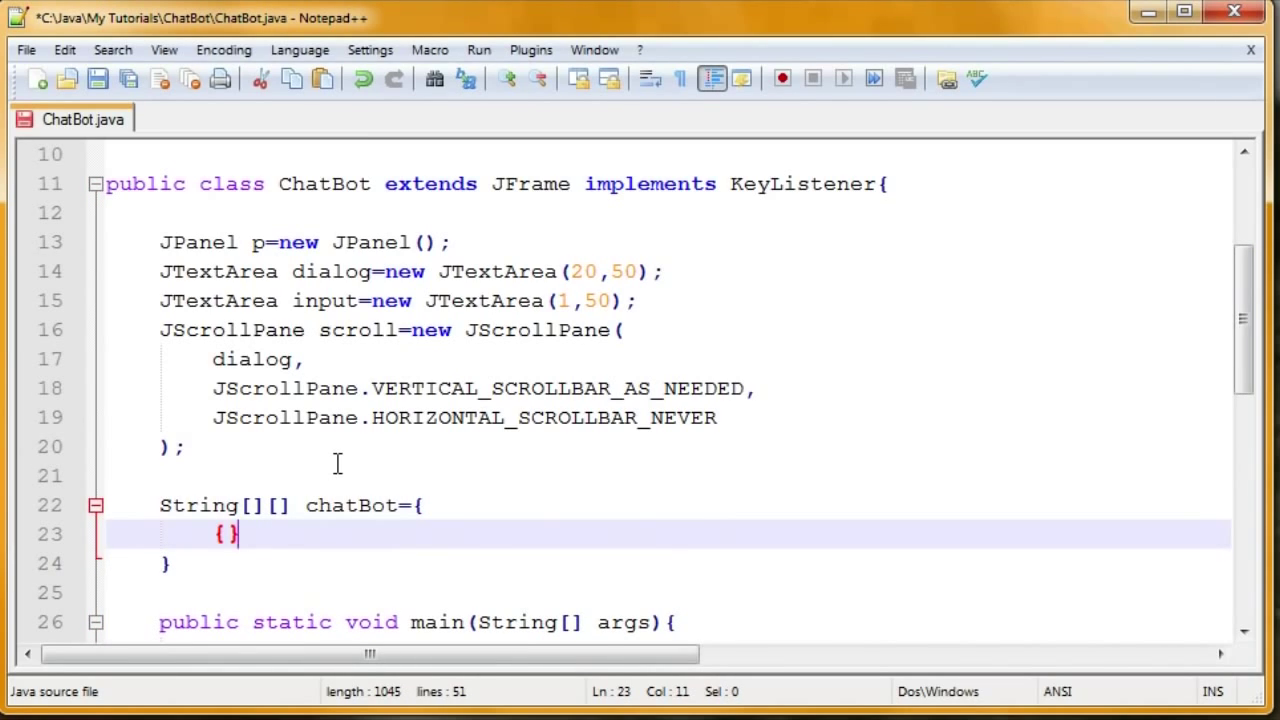 *C:\Java\My Tutorials\ChatBot\ChatBot.java - Notepad++
File Edit Search View Encoding Language Settings Macro Run Plugins Window ? X
ABC
ChatBot.java
10
11 public class ChatBot extends JFrame implements KeyListener{
12
13 JPanel p=new JPanel();
14 JTextArea dialog=new JTextArea(20,50);
15 JTextArea input=new JTextArea(1,50);
16 JScrollPane scroll=new JScrollPane(
17 dialog,
18 JScrollPane.VERTICAL_SCROLLBAR_AS_NEEDED,
19 JScrollPane.HORIZONTAL_SCROLLBAR_NEVER
20 );
21
22 String[][] chatBot={
23 {}
24 }
25
26 public static void main(String[] args){
Java source file length : 1045 lines : 51 Ln : 23 Col : 11 Sel : 0 Dos\Windows ANSI INS